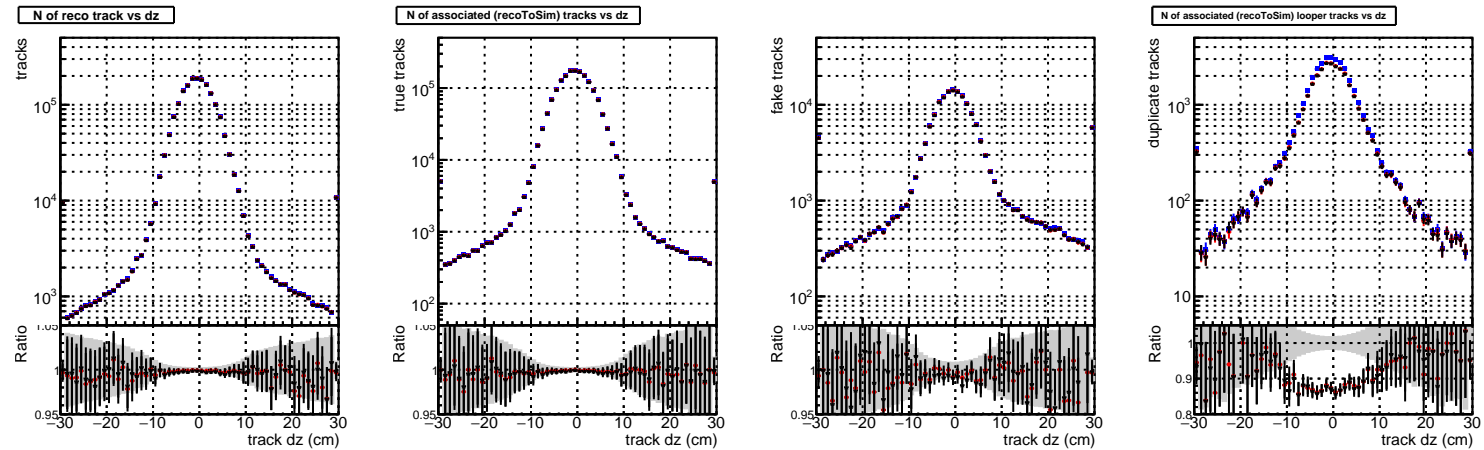 N of reco track vs dz
tracks
10^5
10^4
10^3
1.05
Ratio
1
0.95
−30 −20 −10 0 10 20 30
track dz (cm)
N of associated (recoToSim) tracks vs dz
true tracks
10^5
10^4
10^3
10^2
1.05
Ratio
1
0.95
−30 −20 −10 0 10 20 30
track dz (cm)
fake tracks
10^4
10^3
10^2
1.05
Ratio
1
0.95
−30 −20 −10 0 10 20 30
track dz (cm)
N of associated (recoToSim) looper tracks vs dz
duplicate tracks
10^3
10^2
10
Ratio
1
0.9
0.8
−30 −20 −10 0 10 20 30
track dz (cm)